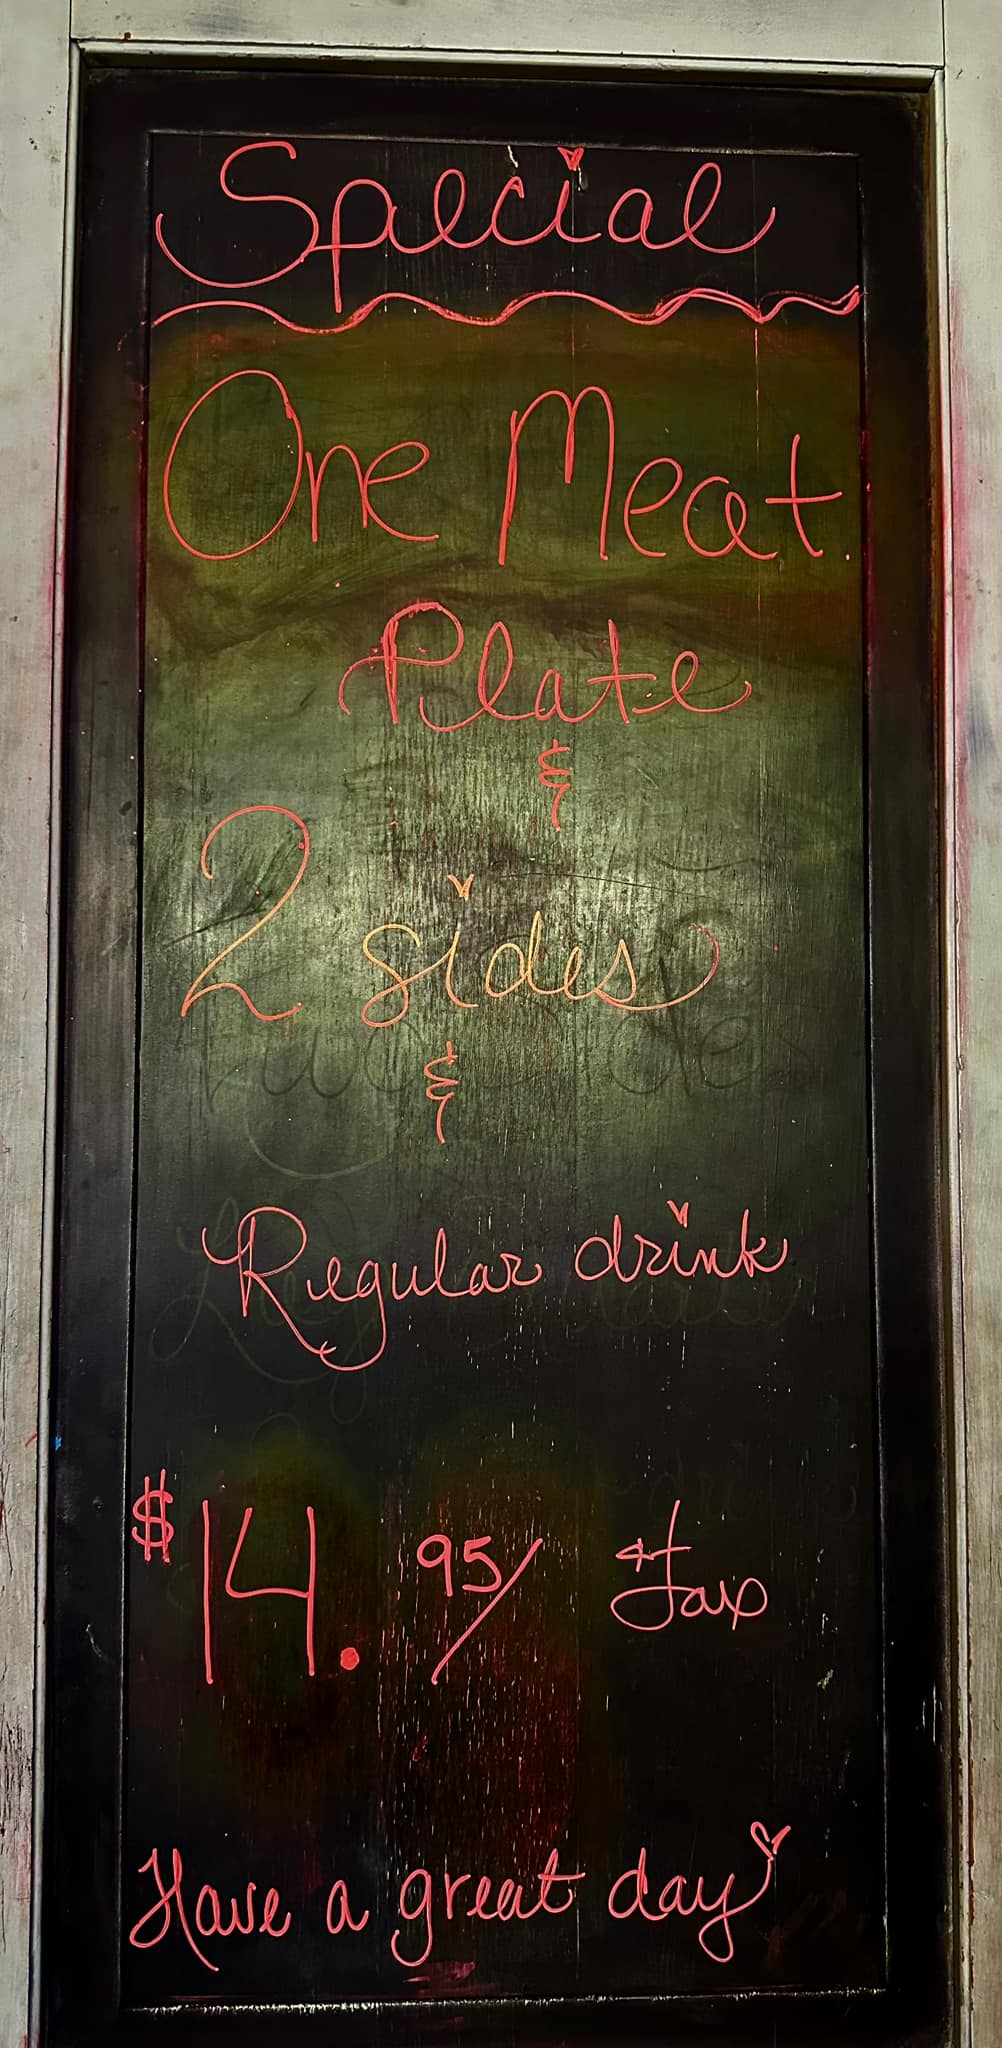 Special
One Meat.
Plate
&
2 sides
&
Regular drink
$14.95/ tax
Have a great day